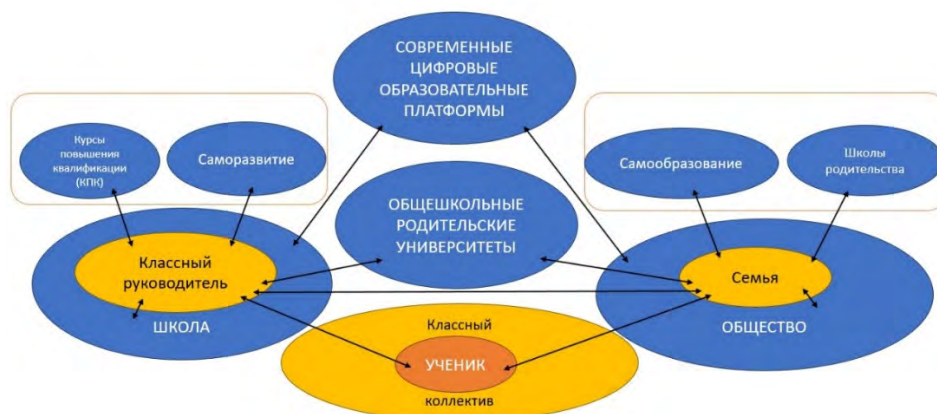 СОВРЕМЕННЫЕ
ЦИФРОВЫЕ
ОБРАЗОВАТЕЛЬНЫЕ
ПЛАТФОРМЫ
Курсы
повышения
квалификации
(КПК)
Саморазвитие
Самообразование
Школы
родительства
ОБЩЕШКОЛЬНЫЕ
РОДИТЕЛЬСКИЕ
УНИВЕРСИТЕТЫ
Классный
руководитель
ШКОЛА
Семья
ОБЩЕСТВО
Классный
УЧЕНИК
коллектив